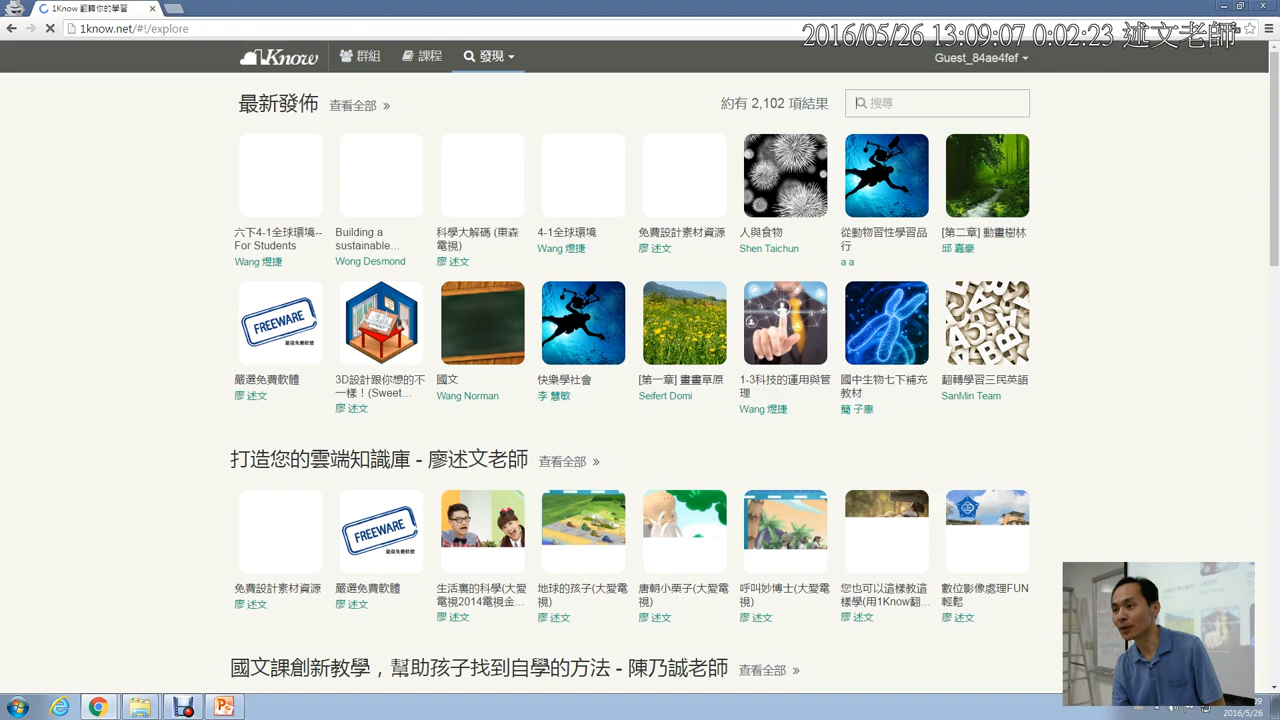 1Know 翻轉你的學習
1know.net/#!/explore
2016/05/26 13:09:07 0:02:23 述文老師
1Know 群組 課程 發現
Guest_84ae4fef
最新發佈 查看全部 »
約有 2,102 項結果 搜尋
六下4-1全球環境--For Students
Wang 煜捷
Building a sustainable...
Wong Desmond
科學大解碼 (東森電視)
廖 述文
4-1全球環境
Wang 煜捷
免費設計素材資源
廖 述文
人與食物
Shen Taichun
從動物習性學習品行
a a
[第二章] 動畫樹林
邱 嘉豪
FREEWARE
嚴選免費軟體
嚴選免費軟體
廖 述文
3D設計跟你想的不一樣！(Sweet...
廖 述文
國文
Wang Norman
快樂學社會
李 慧敏
[第一章] 畫畫草原
Seifert Domi
1-3科技的運用與管理
Wang 煜捷
國中生物七下補充教材
簡 子惠
翻轉學習三民英語
SanMin Team
打造您的雲端知識庫 - 廖述文老師 查看全部 »
免費設計素材資源
廖 述文
FREEWARE
嚴選免費軟體
嚴選免費軟體
廖 述文
生活裏的科學(大愛電視2014電視金...
廖 述文
地球的孩子(大愛電視)
廖 述文
唐朝小栗子(大愛電視)
廖 述文
呼叫妙博士(大愛電視)
廖 述文
您也可以這樣教這樣學(用1Know翻...
廖 述文
數位影像處理FUN輕鬆
廖 述文
國文課創新教學，幫助孩子找到自學的方法 - 陳乃誠老師 查看全部 »
2016/5/26